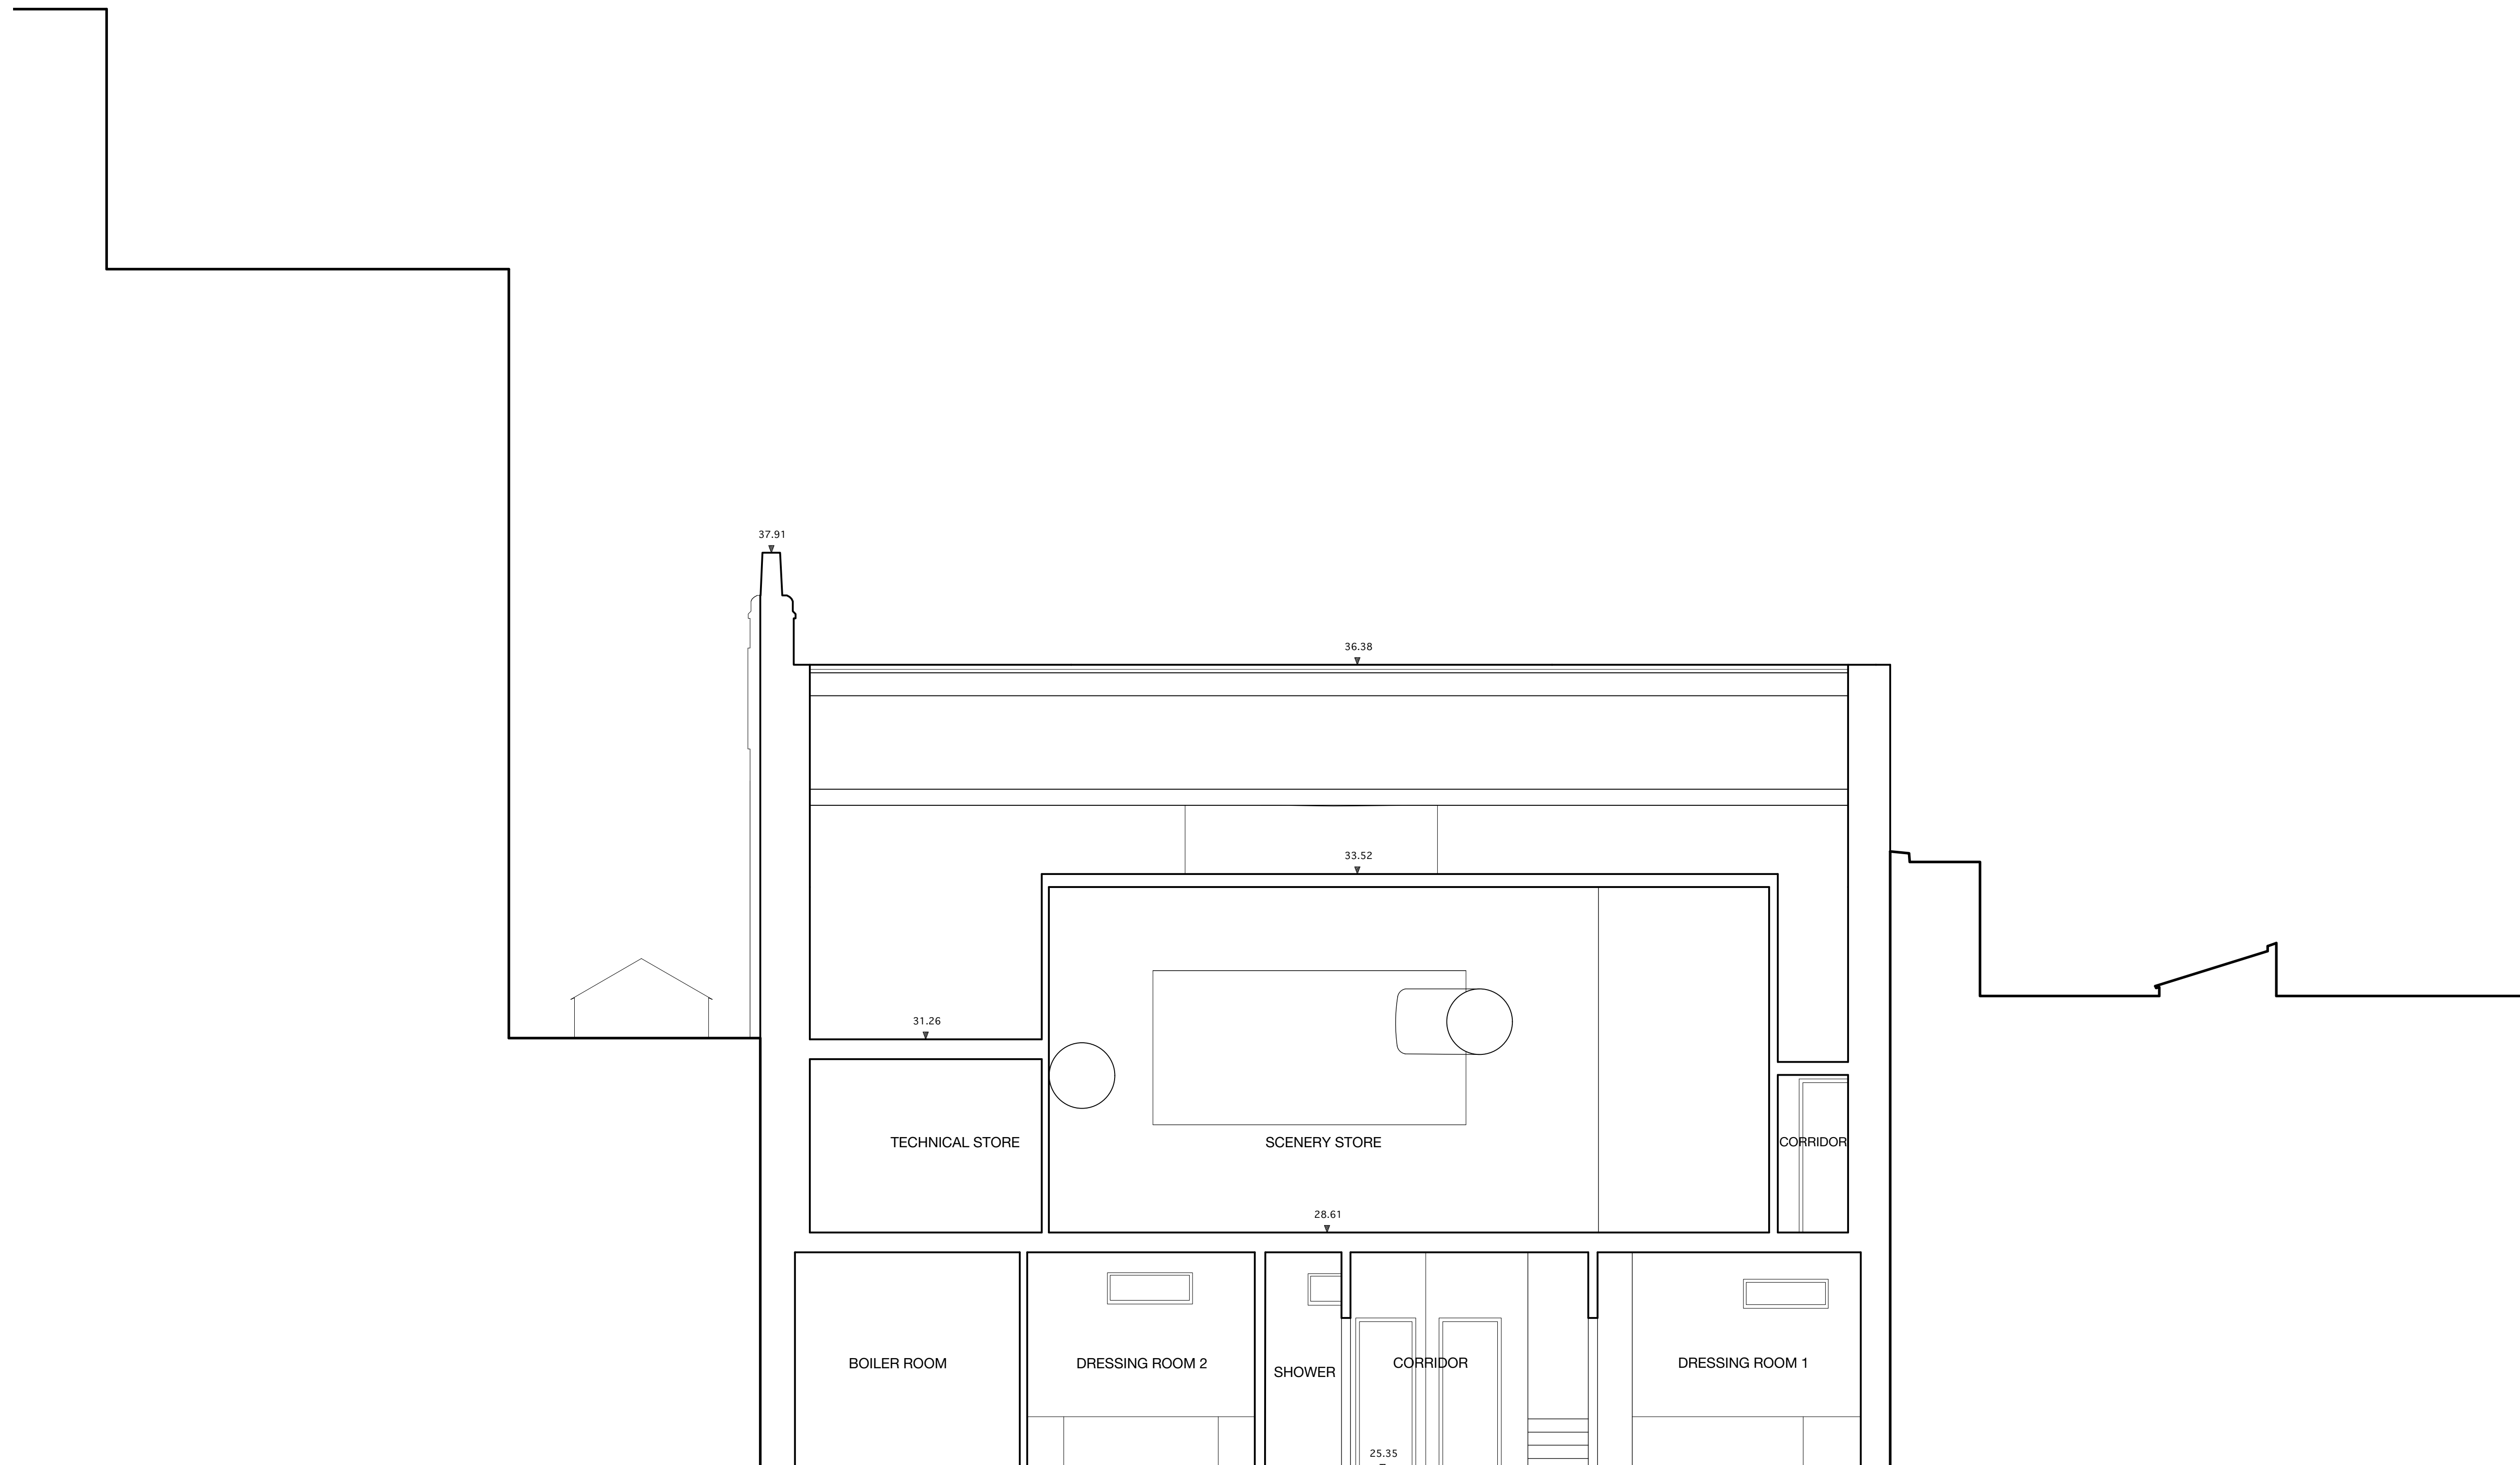 37.91
36.38
33.52
31.26
TECHNICAL STORE
SCENERY STORE
CORRIDOR
28.61
BOILER ROOM
DRESSING ROOM 2
SHOWER
CORRIDOR
DRESSING ROOM 1
25.35